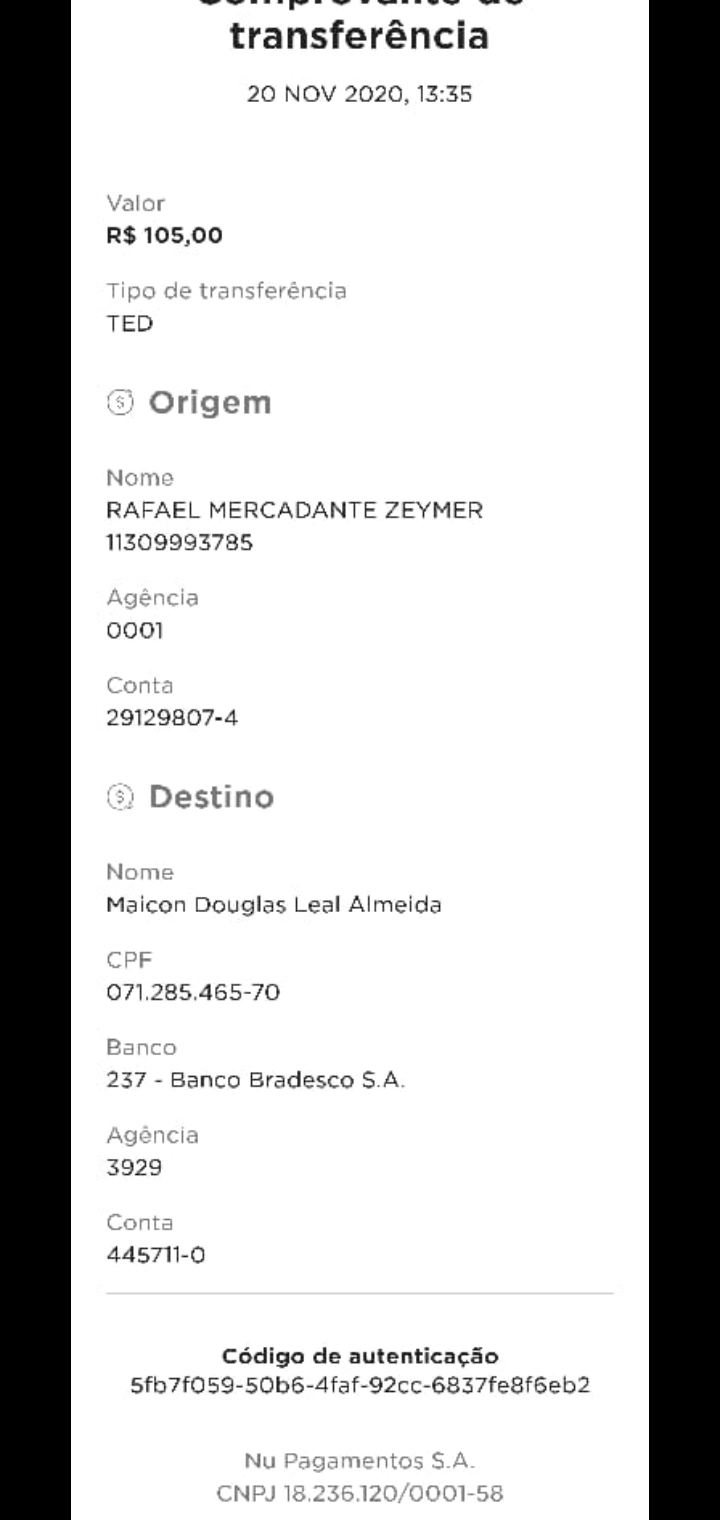 Comprovante de
transferência
20 NOV 2020, 13:35
Valor
R$ 105,00
Tipo de transferência
TED
Origem
Nome
RAFAEL MERCADANTE ZEYMER
11309993785
Agência
0001
Conta
29129807-4
Destino
Nome
Maicon Douglas Leal Almeida
CPF
071.285.465-70
Banco
237 - Banco Bradesco S.A.
Agência
3929
Conta
445711-0
Código de autenticação
5fb7f059-50b6-4faf-92cc-6837fe8f6eb2
Nu Pagamentos S.A.
CNPJ 18.236.120/0001-58